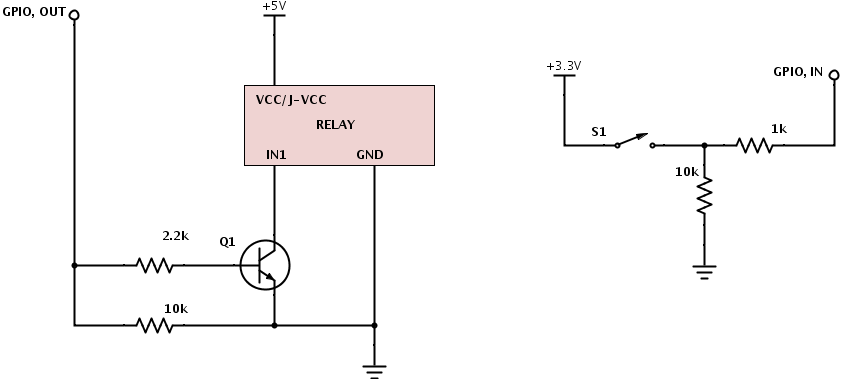 GPIO, OUT
+5V
VCC/J-VCC
RELAY
IN1
GND
2.2k
Q1
10k
+3.3V
GPIO, IN
S1
1k
10k